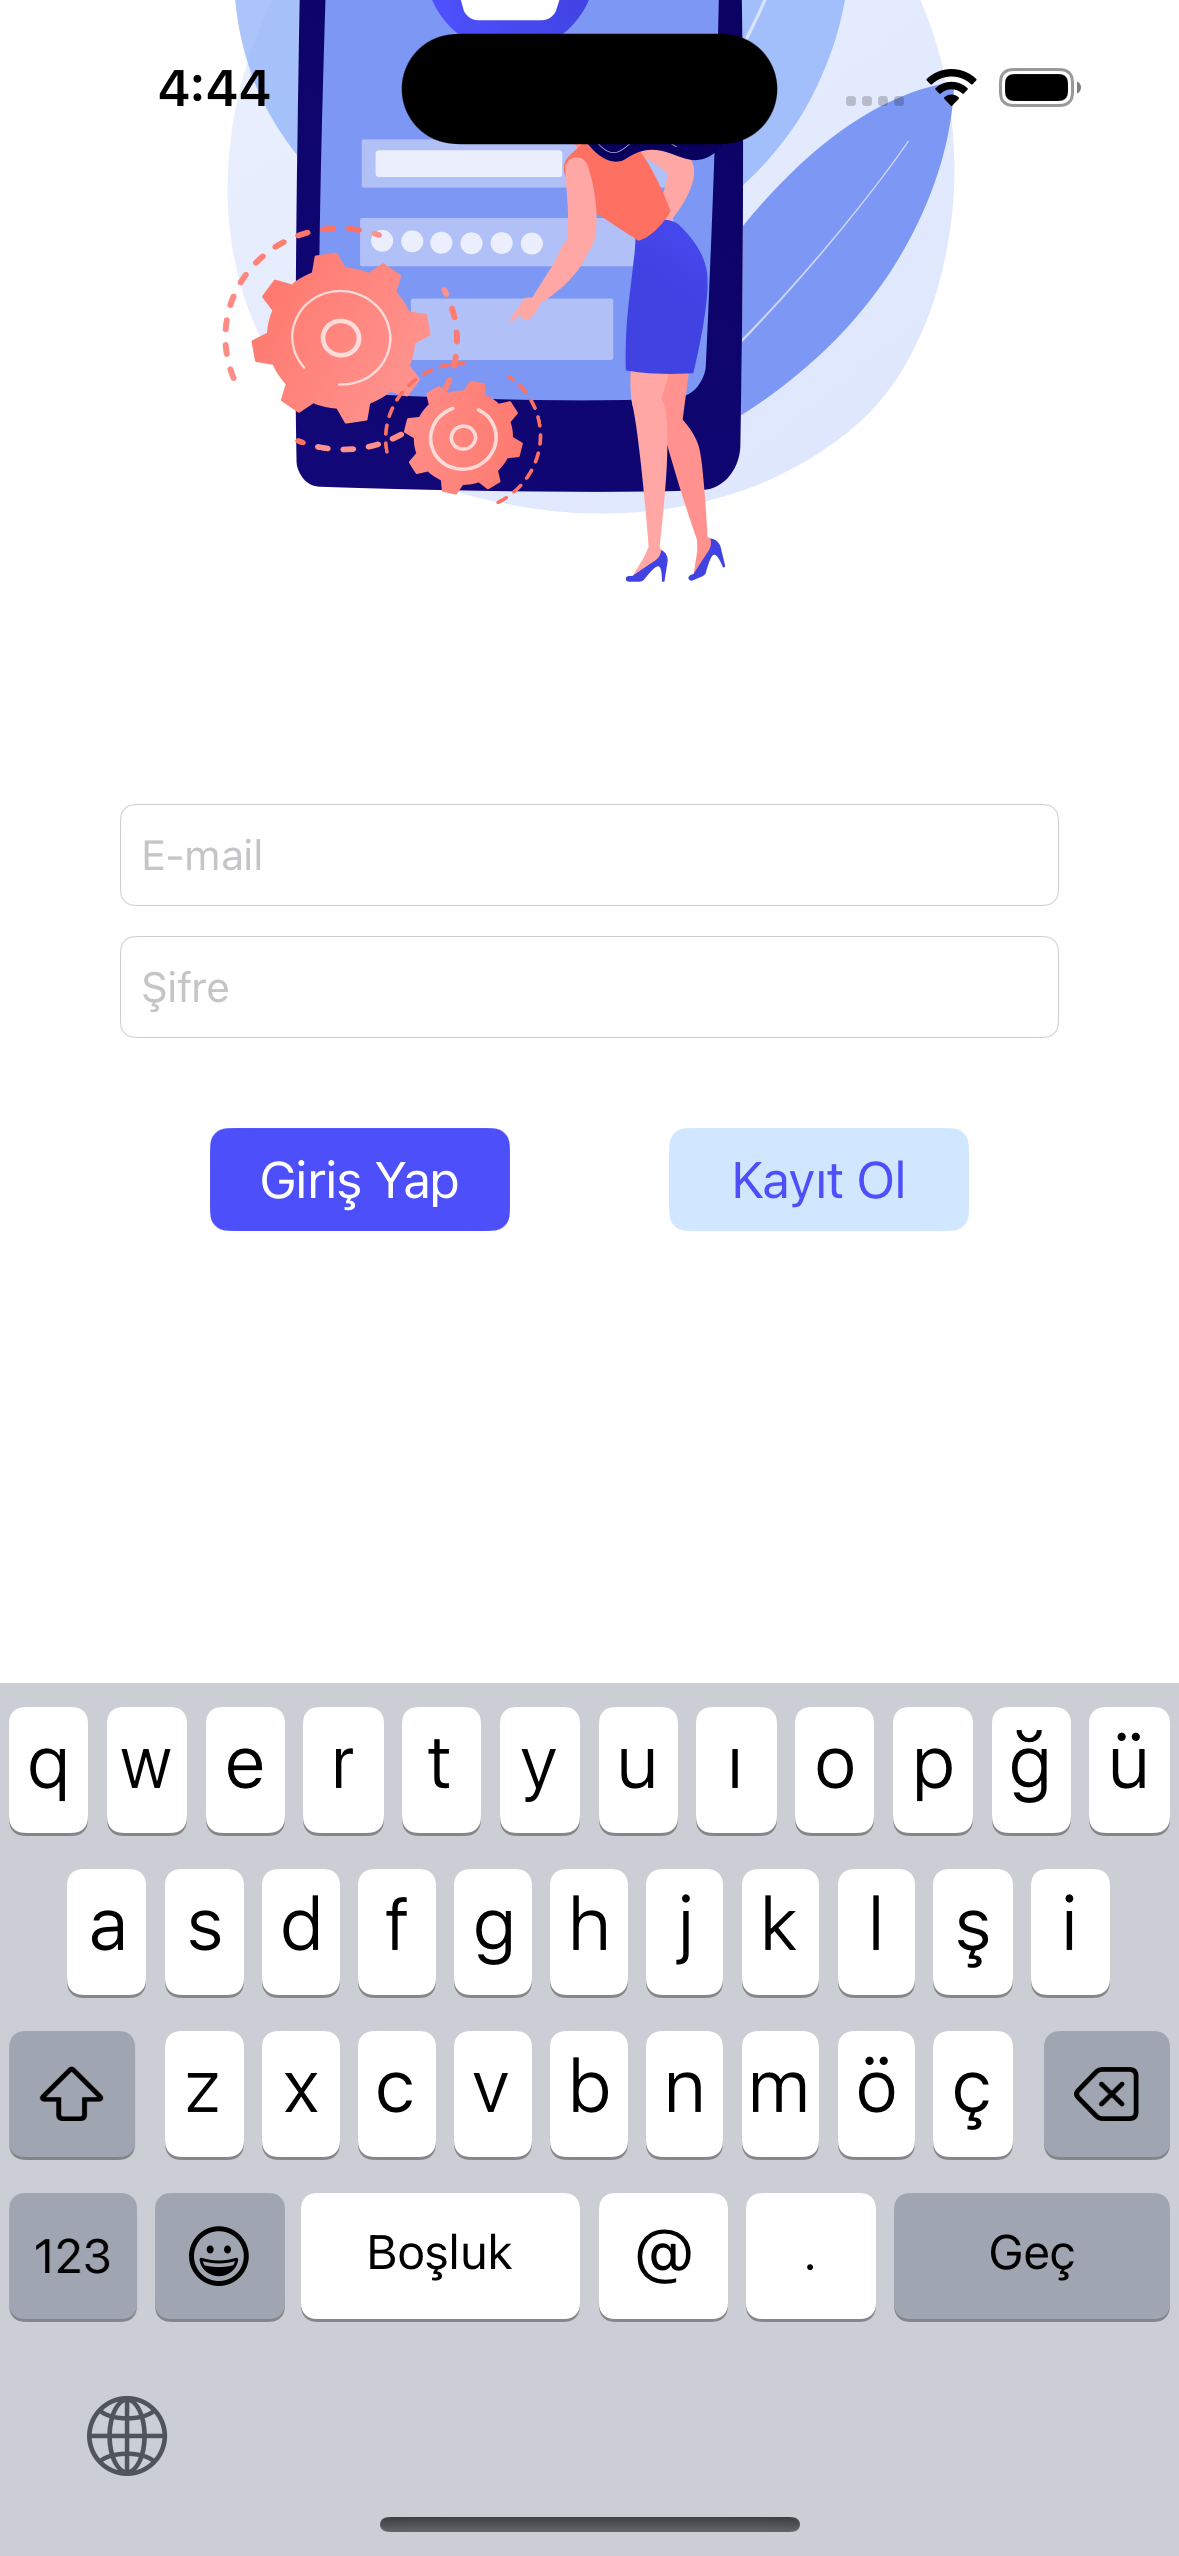 4:44
E-mail
Şifre
Giriş Yap Kayıt Ol
q w e r t y u ı o p ğ ü
a s d f g h j k l ş i
z x c v b n m ö ç
123 Boşluk @ . Geç